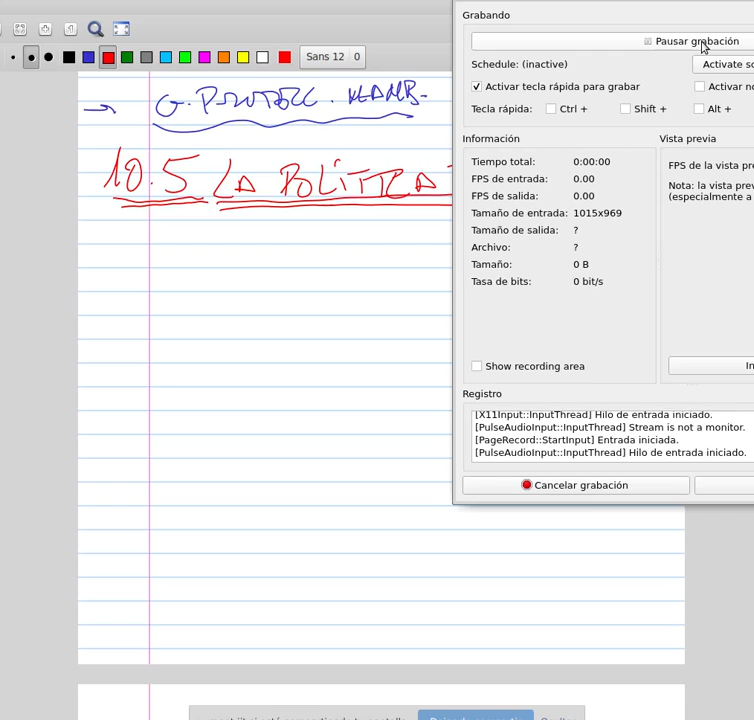 Grabando
Pausar grabación
Schedule: (inactive)
Activate sc
Activar tecla rápida para grabar
Activar no
Tecla rápida:
Ctrl +
Shift +
Alt +
Sans 12
Información
Vista previa
Tiempo total: 0:00:00
FPS de entrada: 0.00
FPS de salida: 0.00
Tamaño de entrada: 1015x969
Tamaño de salida: ?
Archivo: ?
Tamaño: 0 B
Tasa de bits: 0 bit/s
FPS de la vista pre
Nota: la vista prev
(especialmente a
Show recording area
In
Registro
[X11Input::InputThread] Hilo de entrada iniciado.
[PulseAudioInput::InputThread] Stream is not a monitor.
[PageRecord::StartInput] Entrada iniciada.
[PulseAudioInput::InputThread] Hilo de entrada iniciado.
Cancelar grabación
10.5 LA POLÍTICA